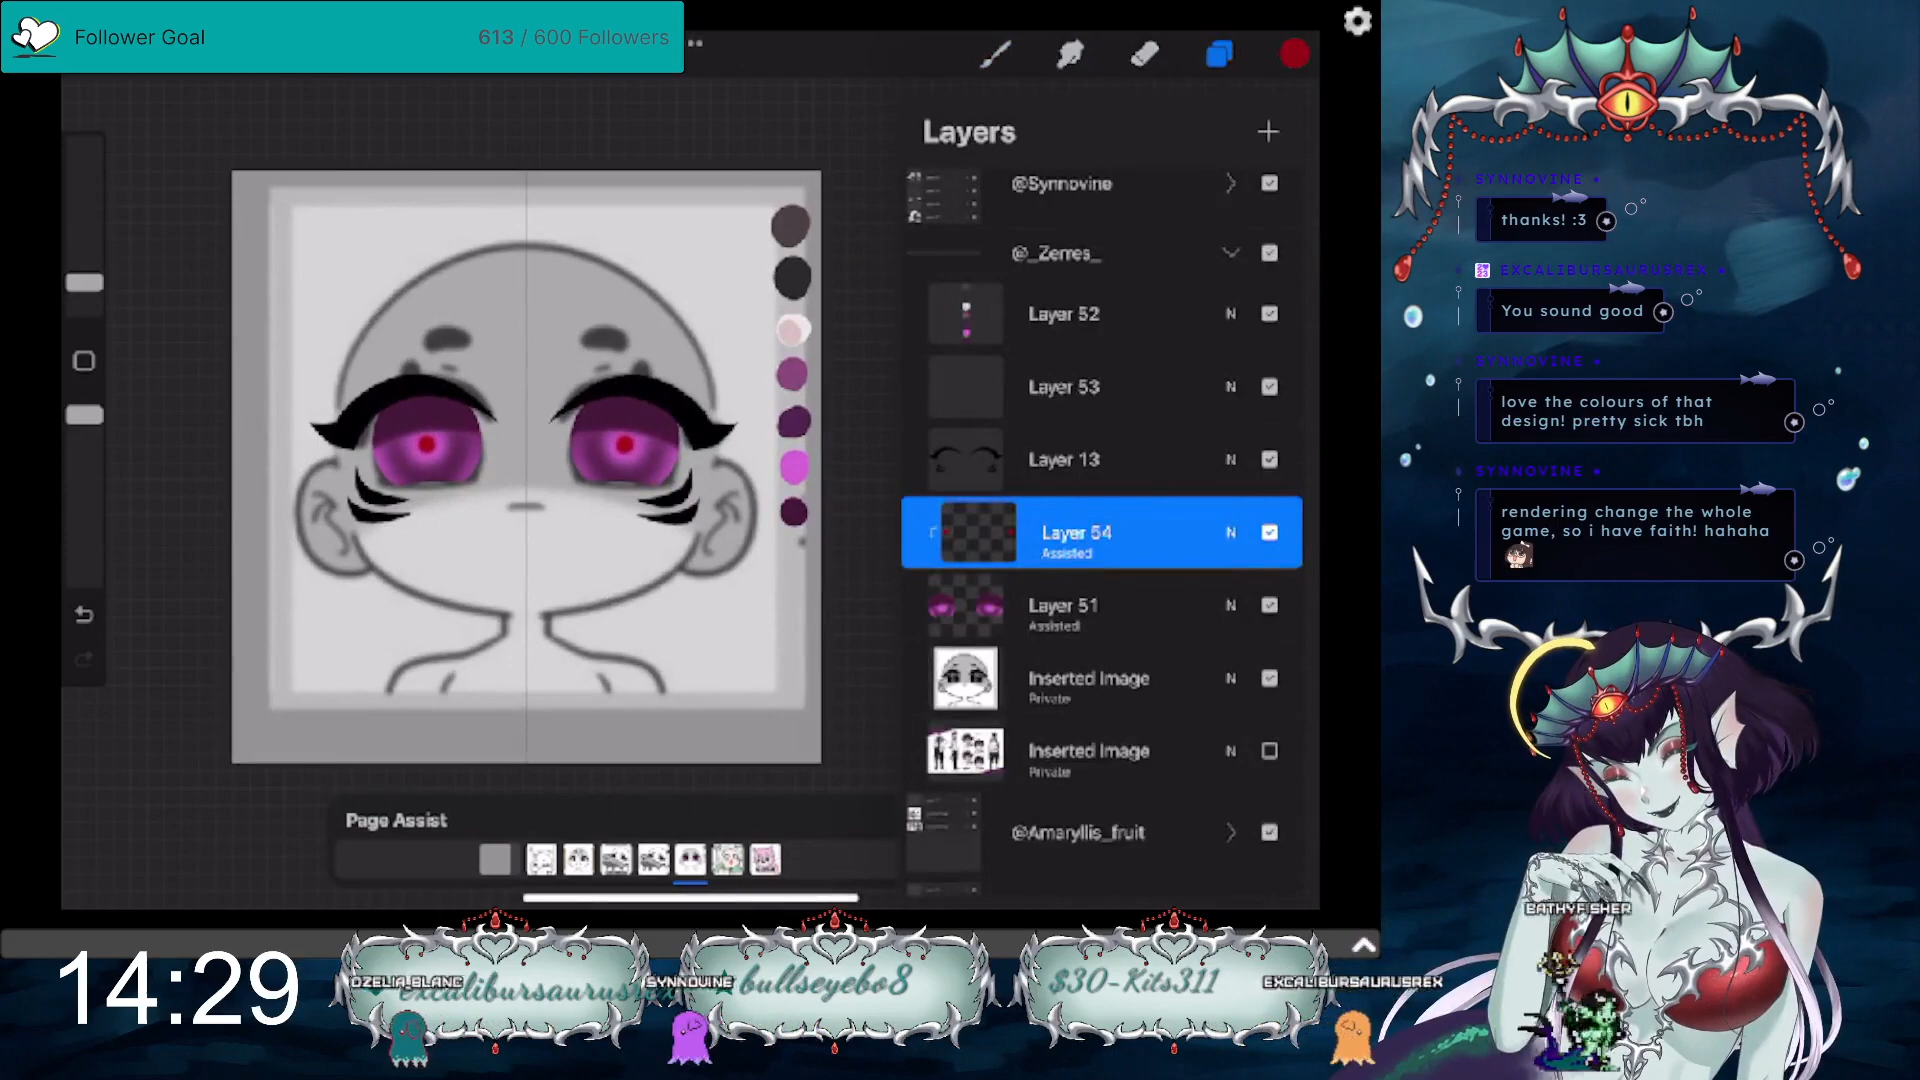 Follower Goal
613 / 600 Followers
Layers
@Synnovine
@_Zerres_
Layer 52
N
Layer 53
N
Layer 13
N
Layer 54
N
Assisted
Layer 51
N
Assisted
Inserted Image
N
Private
Inserted Image
N
Private
@Amaryllis_fruit
Page Assist
SYNNOVINE
thanks! :3
EXCALIBURSAURUSREX
You sound good
SYNNOVINE
love the colours of that
design! pretty sick tbh
SYNNOVINE
rendering change the whole
game, so i have faith! hahaha
BATHYFISHER
14:29
OZELIA_BLANC
excalibursaurusrex
SYNNOVINE
bullseyebo8
$30-Kits311
EXCALIBURSAURUSREX